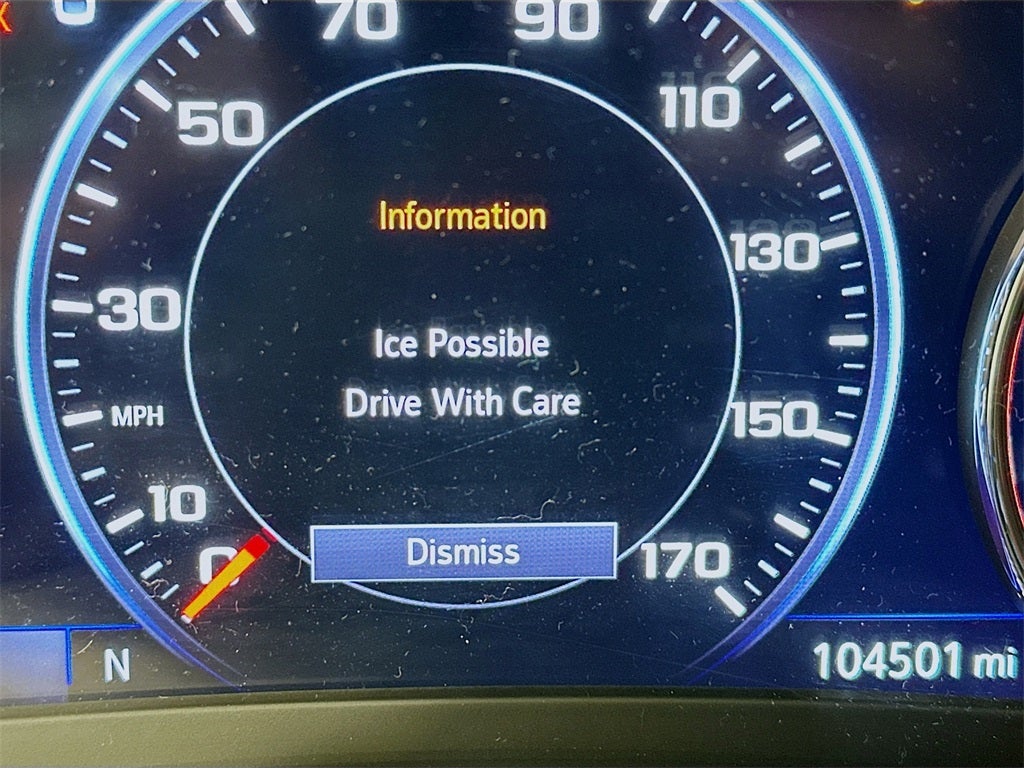 70
90
50
110
Information
130
30
Ice Possible
Drive With Care
MPH
150
10
Dismiss
0
170
N
104501 mi